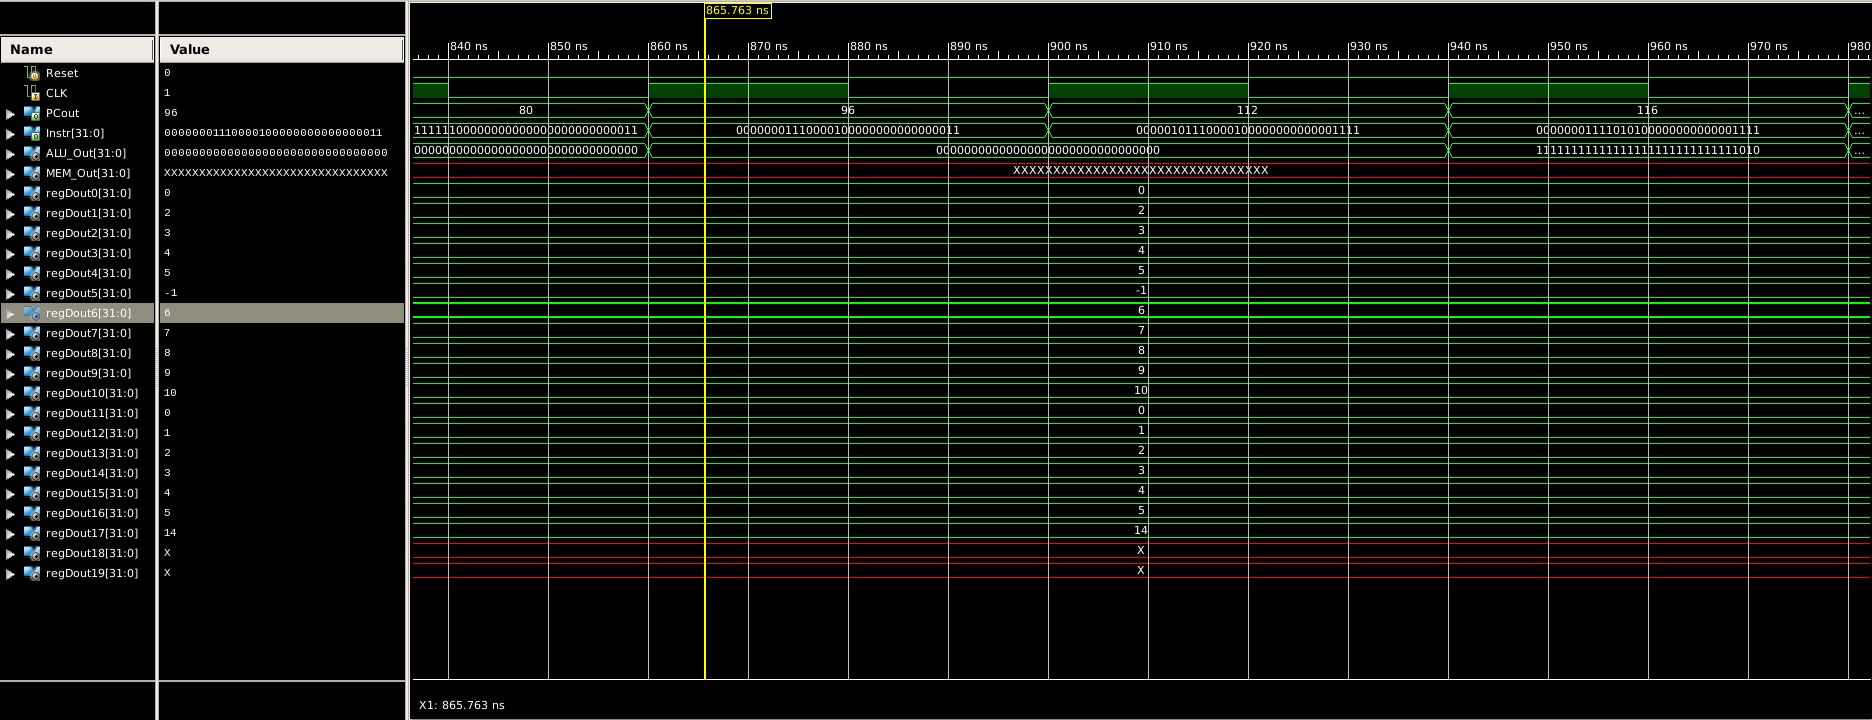 865.763 ns
Name
Value
840 ns 850 ns 860 ns 870 ns 880 ns 890 ns 900 ns 910 ns 920 ns 930 ns 940 ns 950 ns 960 ns 970 ns 980
Reset 0
CLK 1
PCout 96 80 96 112 116
Instr[31:0] 00000001110000100000000000000011 11111100000000000000000000000011 00000001110000100000000000000011 00000101110000100000000000001111 00000001111010100000000000001111 ...
ALU_Out[31:0] 00000000000000000000000000000000 00000000000000000000000000000000 00000000000000000000000000000000 11111111111111111111111111111010 ...
MEM_Out[31:0] XXXXXXXXXXXXXXXXXXXXXXXXXXXXXXXX XXXXXXXXXXXXXXXXXXXXXXXXXXXXXXXX
regDout0[31:0] 0 0
regDout1[31:0] 2 2
regDout2[31:0] 3 3
regDout3[31:0] 4 4
regDout4[31:0] 5 5
regDout5[31:0] -1 -1
regDout6[31:0] 6 6
regDout7[31:0] 7 7
regDout8[31:0] 8 8
regDout9[31:0] 9 9
regDout10[31:0] 10 10
regDout11[31:0] 0 0
regDout12[31:0] 1 1
regDout13[31:0] 2 2
regDout14[31:0] 3 3
regDout15[31:0] 4 4
regDout16[31:0] 5 5
regDout17[31:0] 14 14
regDout18[31:0] X X
regDout19[31:0] X X
X1: 865.763 ns